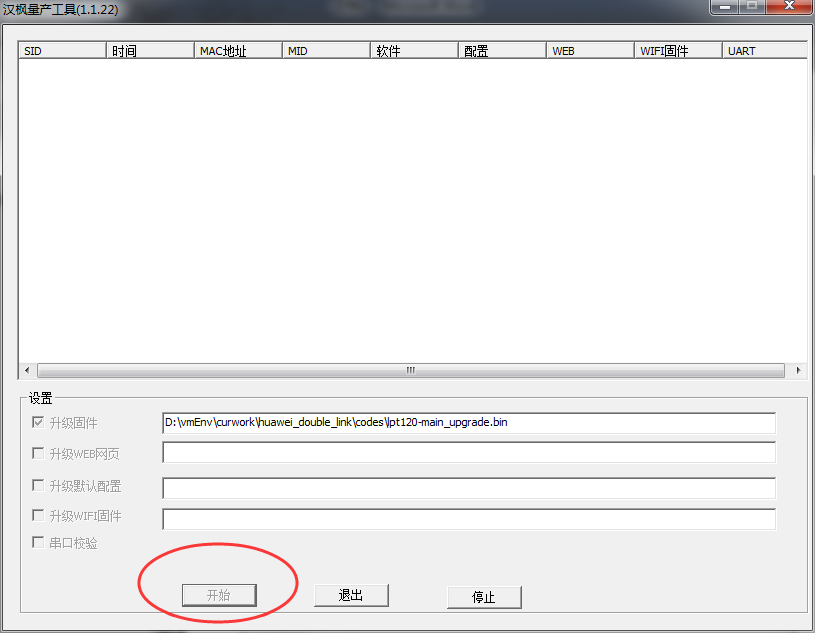 汉枫量产工具(1.1.22)
SID 时间 MAC地址 MID 软件 配置 WEB WIFI固件 UART
设置
升级固件 D:\vmEnv\curwork\huawei_double_link\codes\lpt120-main_upgrade.bin
升级WEB网页
升级默认配置
升级WIFI固件
串口校验
开始 退出 停止